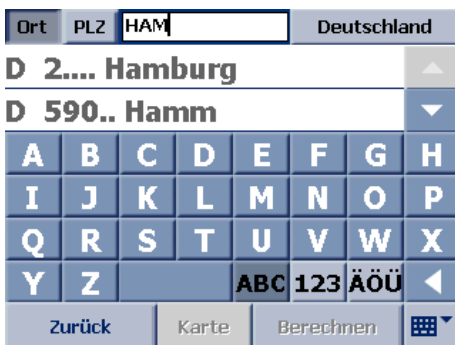 Ort PLZ HAM Deutschland
D 2.... Hamburg
D 590.. Hamm
A B C D E F G H
I J K L M N O P
Q R S T U V W X
Y Z ABC 123 ÄÖÜ
Zurück Karte Berechnen